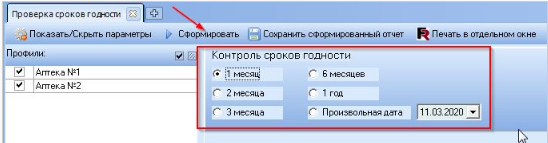 Проверка сроков годности
Показать/Скрыть параметры Сформировать Сохранить сформированный отчет Печать в отдельном окне
Профили:
Аптека №1
Аптека №2
Контроль сроков годности
1 месяц 6 месяцев
2 месяца 1 год
3 месяца Произвольная дата 11.03.2020